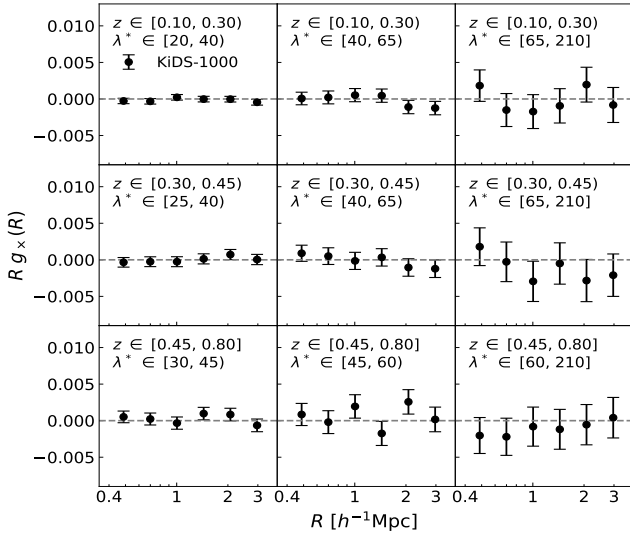 z ∈ [0.10, 0.30) z ∈ [0.10, 0.30) z ∈ [0.10, 0.30)
λ* ∈ [20, 40) λ* ∈ [40, 65) λ* ∈ [65, 210]
KiDS-1000
0.010
0.005
0.000
−0.005
z ∈ [0.30, 0.45) z ∈ [0.30, 0.45) z ∈ [0.30, 0.45)
λ* ∈ [25, 40) λ* ∈ [40, 65) λ* ∈ [65, 210]
0.010
0.005
0.000
−0.005
R g×(R)
z ∈ [0.45, 0.80] z ∈ [0.45, 0.80] z ∈ [0.45, 0.80]
λ* ∈ [30, 45) λ* ∈ [45, 60) λ* ∈ [60, 210]
0.010
0.005
0.000
−0.005
0.4 1 2 3 0.4 1 2 3 0.4 1 2 3
R [h⁻¹Mpc]